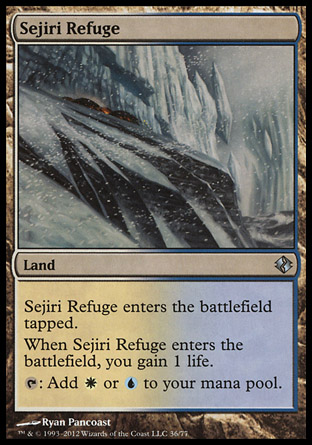 Sejiri Refuge
Land
Sejiri Refuge enters the battlefield
tapped.
When Sejiri Refuge enters the
battlefield, you gain 1 life.
: Add or to your mana pool.
Ryan Pancoast
™ & © 1993–2012 Wizards of the Coast LLC 36/77